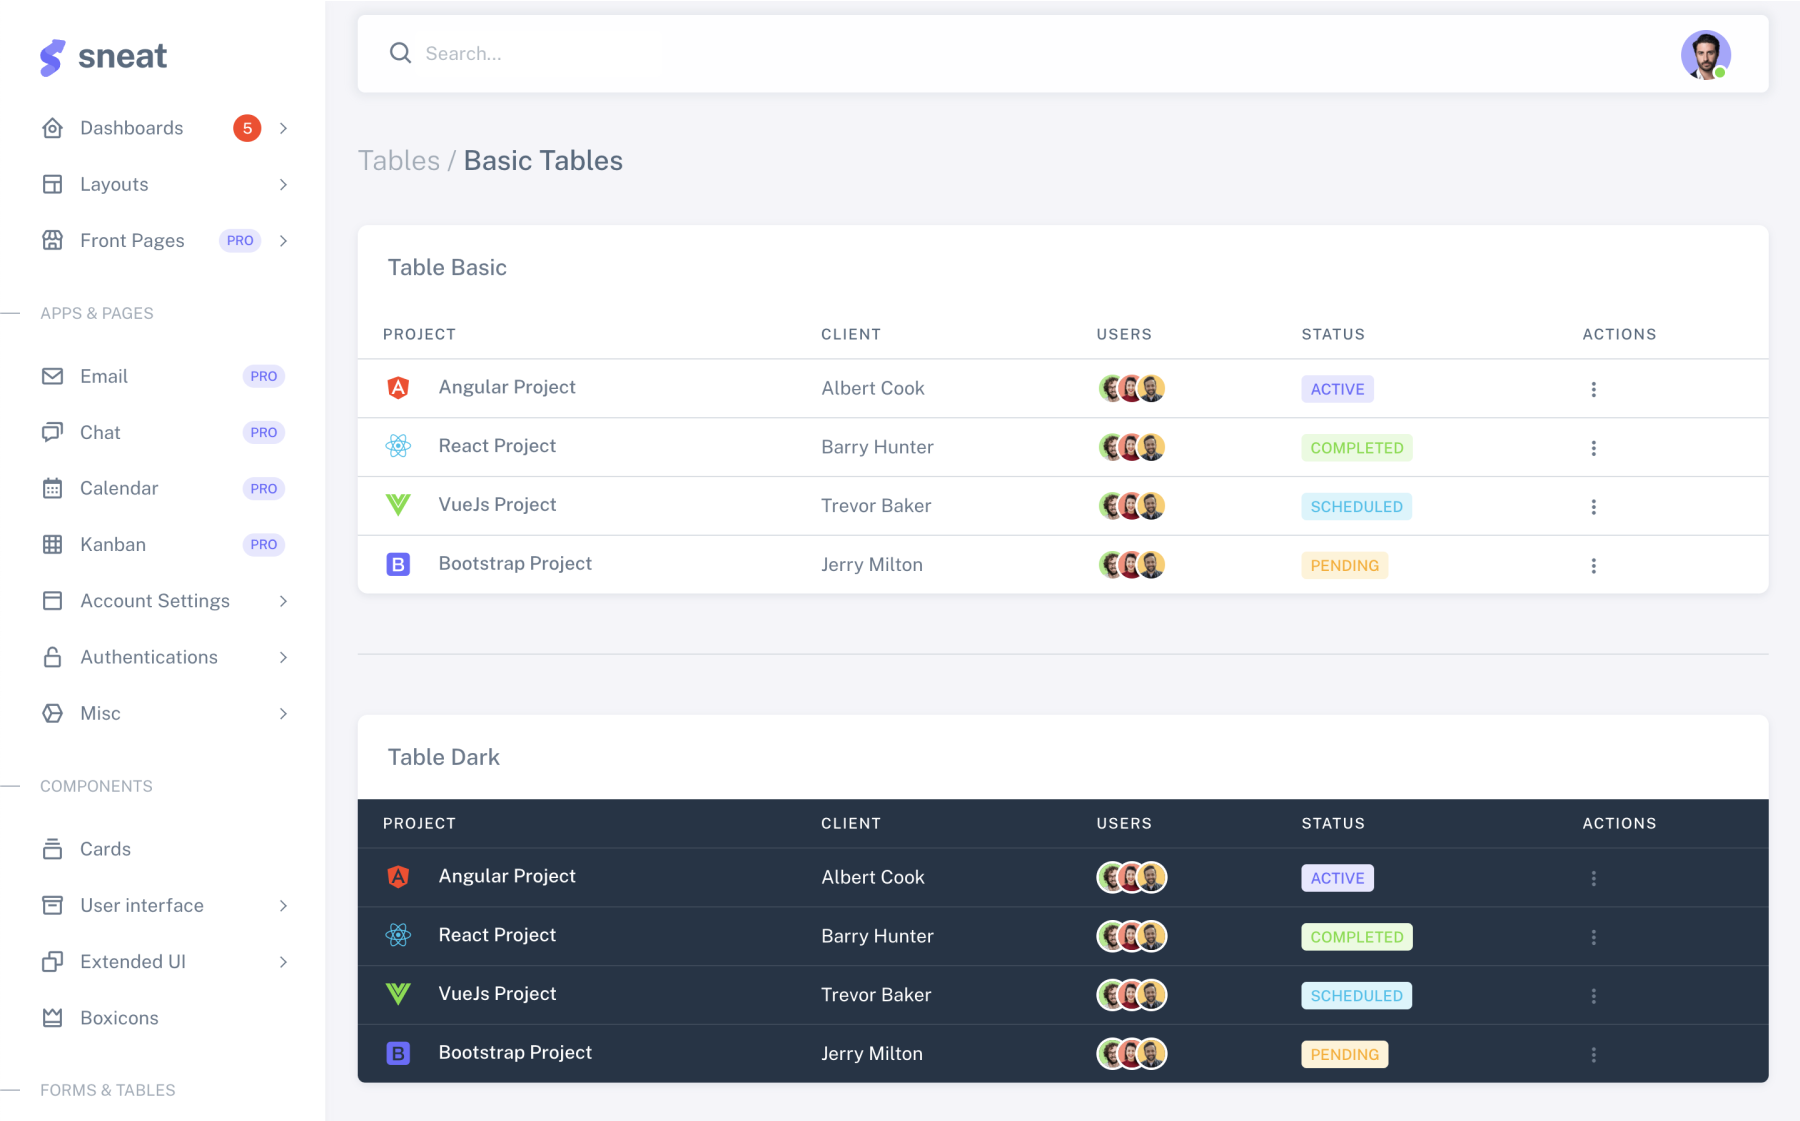 sneat
Search...
Dashboards 5
Layouts
Front Pages PRO
APPS & PAGES
Email PRO
Chat PRO
Calendar PRO
Kanban PRO
Account Settings
Authentications
Misc
COMPONENTS
Cards
User interface
Extended UI
Boxicons
FORMS & TABLES
Tables / Basic Tables
Table Basic
PROJECT CLIENT USERS STATUS ACTIONS
Angular Project Albert Cook ACTIVE
React Project Barry Hunter COMPLETED
VueJs Project Trevor Baker SCHEDULED
B Bootstrap Project Jerry Milton PENDING
Table Dark
PROJECT CLIENT USERS STATUS ACTIONS
Angular Project Albert Cook ACTIVE
React Project Barry Hunter COMPLETED
VueJs Project Trevor Baker SCHEDULED
B Bootstrap Project Jerry Milton PENDING